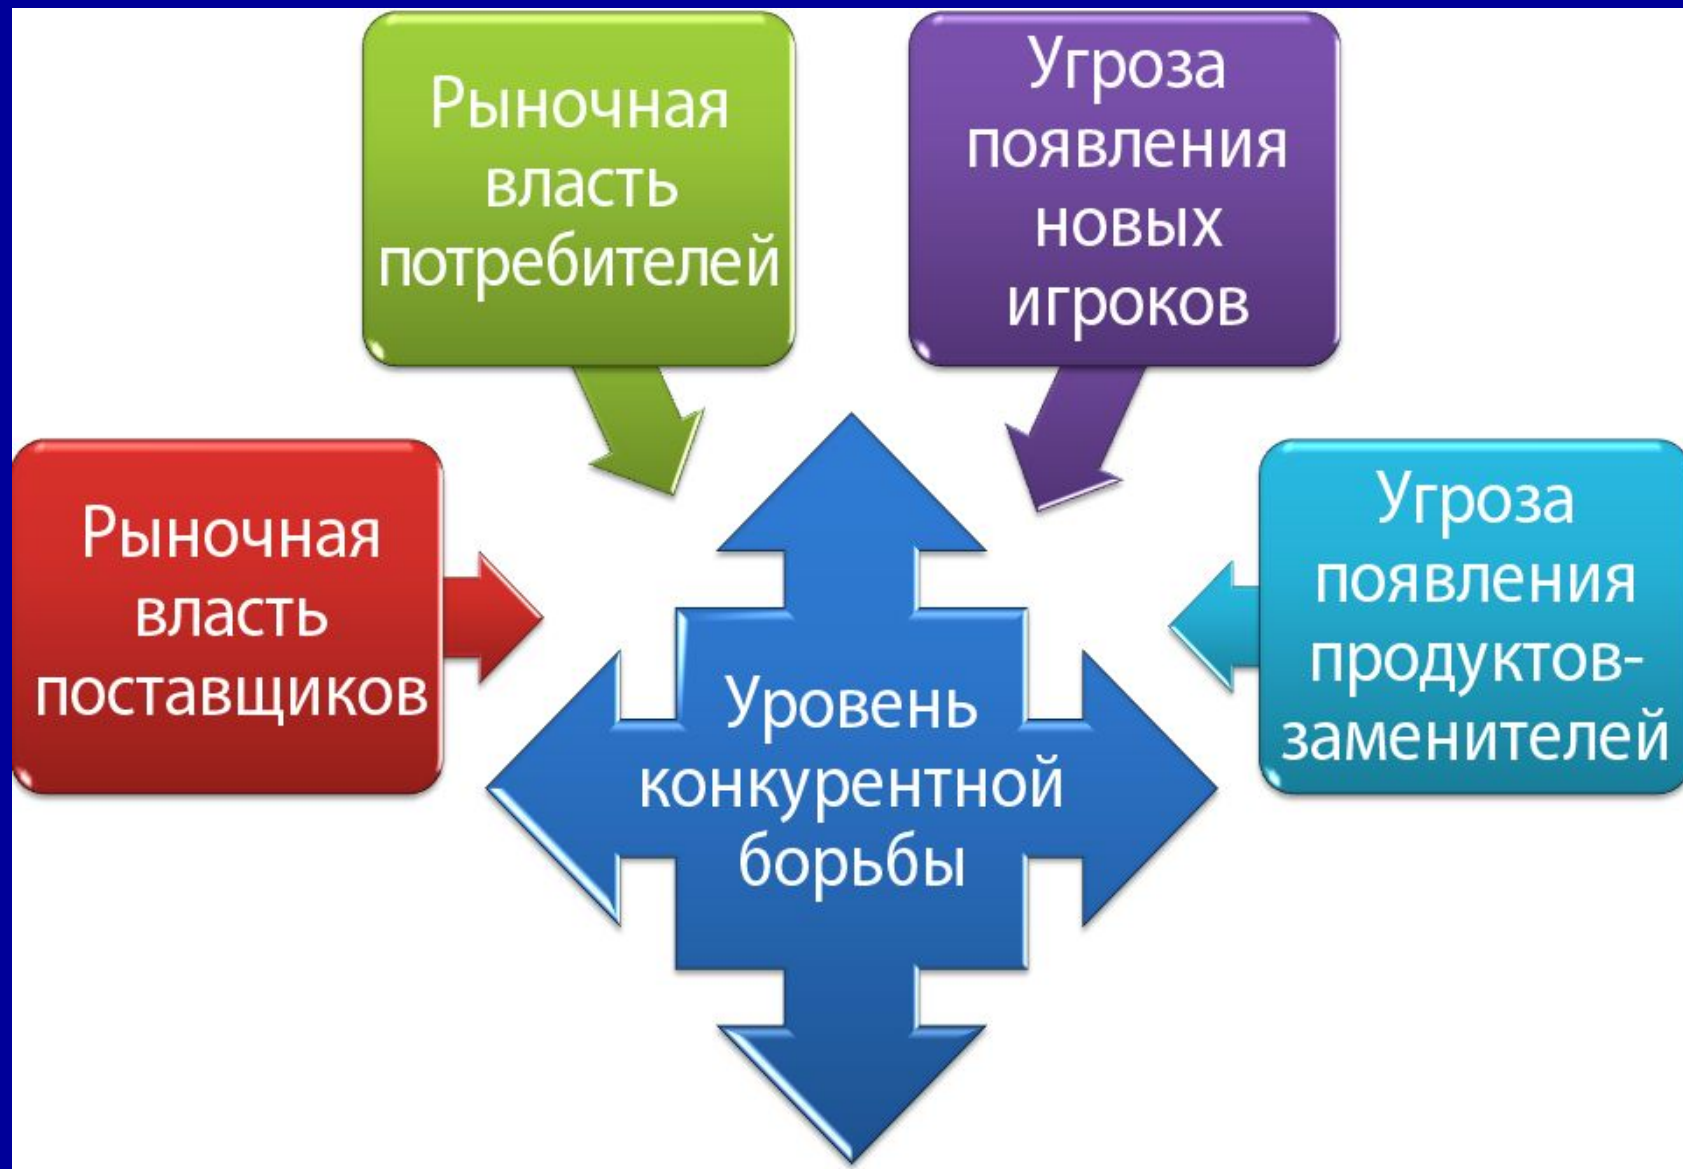 Рыночная
власть
потребителей
Угроза
появления
новых
игроков
Рыночная
власть
поставщиков
Угроза
появления
продуктов-
заменителей
Уровень
конкурентной
борьбы